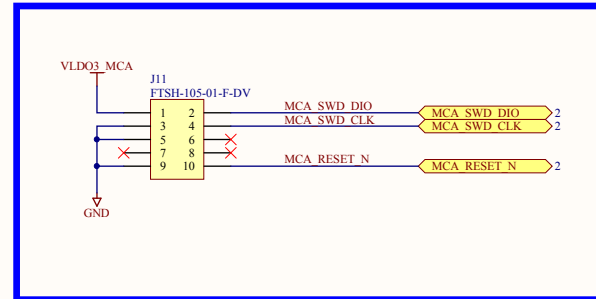 VLDO3_MCA
J11
FTSH-105-01-F-DV
1 2 MCA_SWD_DIO MCA_SWD_DIO 2
3 4 MCA_SWD_CLK MCA_SWD_CLK 2
5 6
7 8
9 10 MCA_RESET_N MCA_RESET_N 2
GND